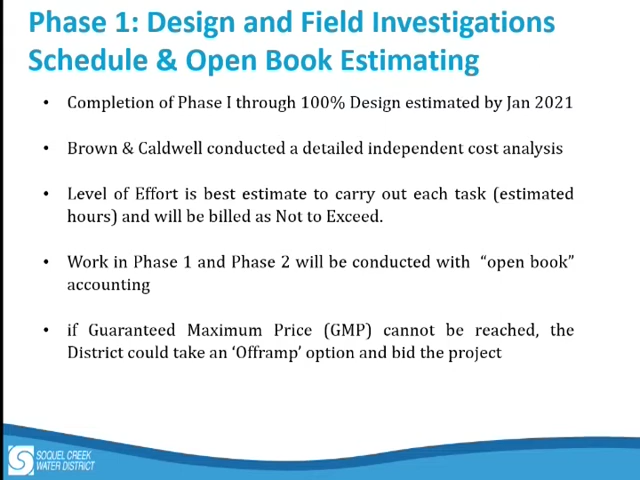 Phase 1: Design and Field Investigations
Schedule & Open Book Estimating
• Completion of Phase I through 100% Design estimated by Jan 2021
• Brown & Caldwell conducted a detailed independent cost analysis
• Level of Effort is best estimate to carry out each task (estimated
hours) and will be billed as Not to Exceed.
• Work in Phase 1 and Phase 2 will be conducted with “open book”
accounting
• if Guaranteed Maximum Price (GMP) cannot be reached, the
District could take an ‘Offramp’ option and bid the project
SOQUEL CREEK
WATER DISTRICT